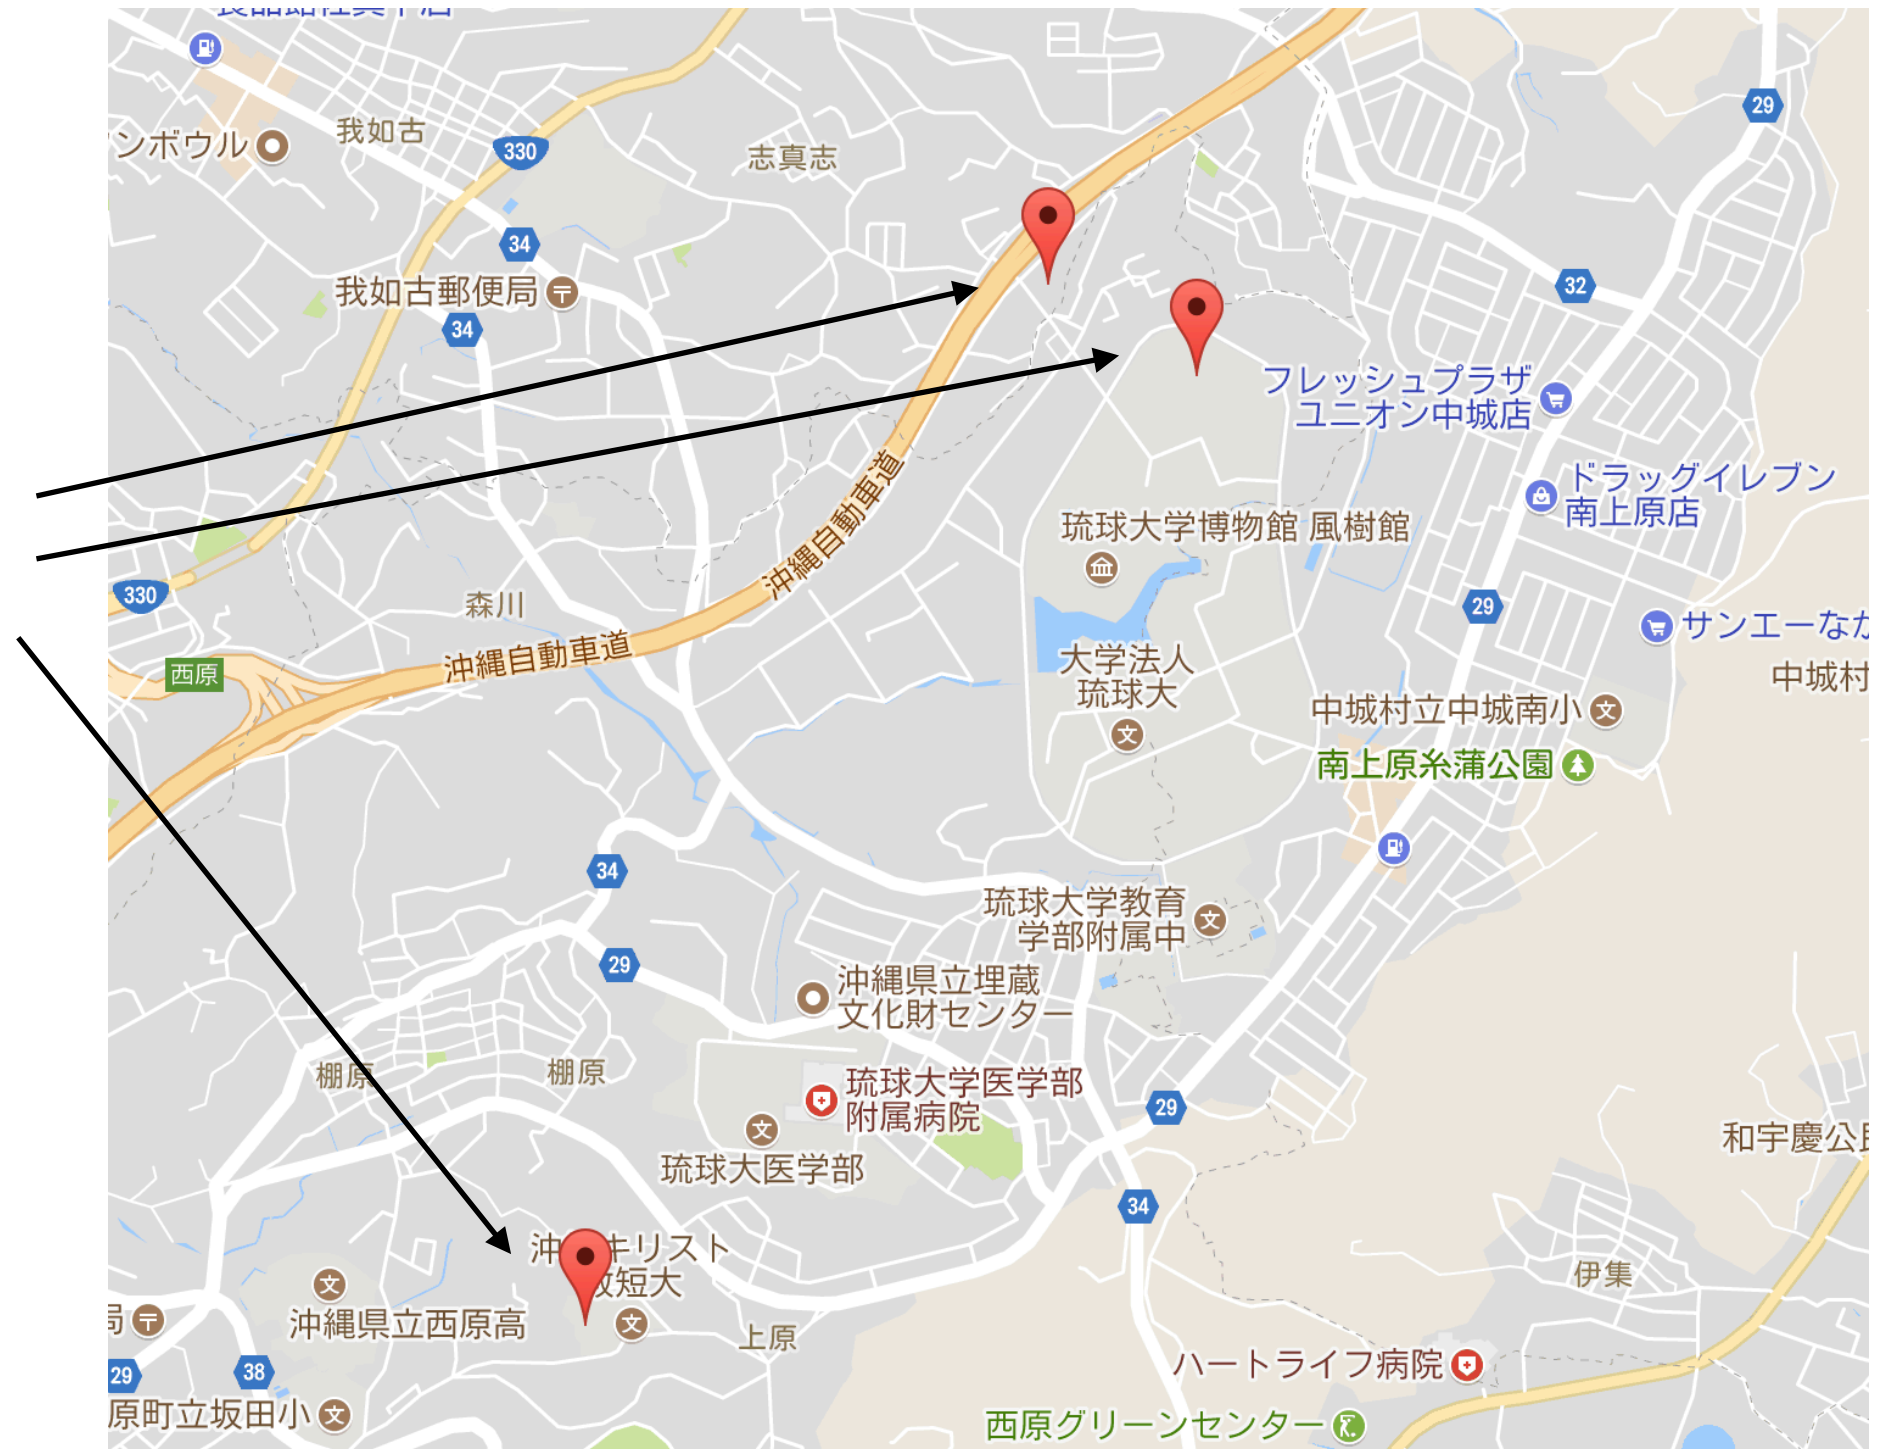 ンボウル
我如古
330
志真志
29
34
我如古郵便局
34
32
フレッシュプラザ
ユニオン中城店
沖縄自動車道
ドラッグイレブン
南上原店
琉球大学博物館 風樹館
330
森川
29
サンエーなか
沖縄自動車道
西原
大学法人
琉球大
中城村
中城村立中城南小
南上原糸蒲公園
34
琉球大学教育
学部附属中
29
沖縄県立埋蔵
文化財センター
棚原
棚原
琉球大学医学部
附属病院
29
琉球大医学部
和宇慶公民
34
沖 キリスト
教短大
伊集
沖縄県立西原高
上原
局
29
38
ハートライフ病院
原町立坂田小
西原グリーンセンター